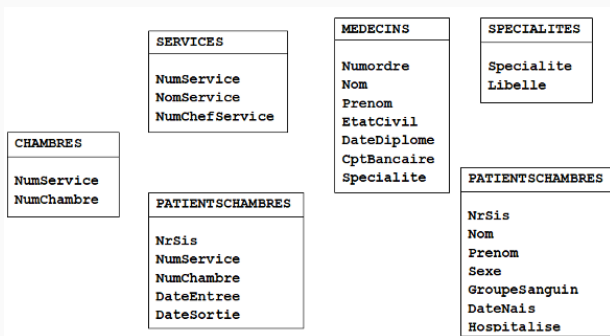 SERVICES
NumService
NomService
NumChefService
MEDECINS
Numordre
Nom
Prenom
EtatCivil
DateDiplome
CptBancaire
Specialite
SPECIALITES
Specialite
Libelle
CHAMBRES
NumService
NumChambre
PATIENTSCHAMBRES
NrSis
NumService
NumChambre
DateEntree
DateSortie
PATIENTSCHAMBRES
NrSis
Nom
Prenom
Sexe
GroupeSanguin
DateNais
Hospitalise